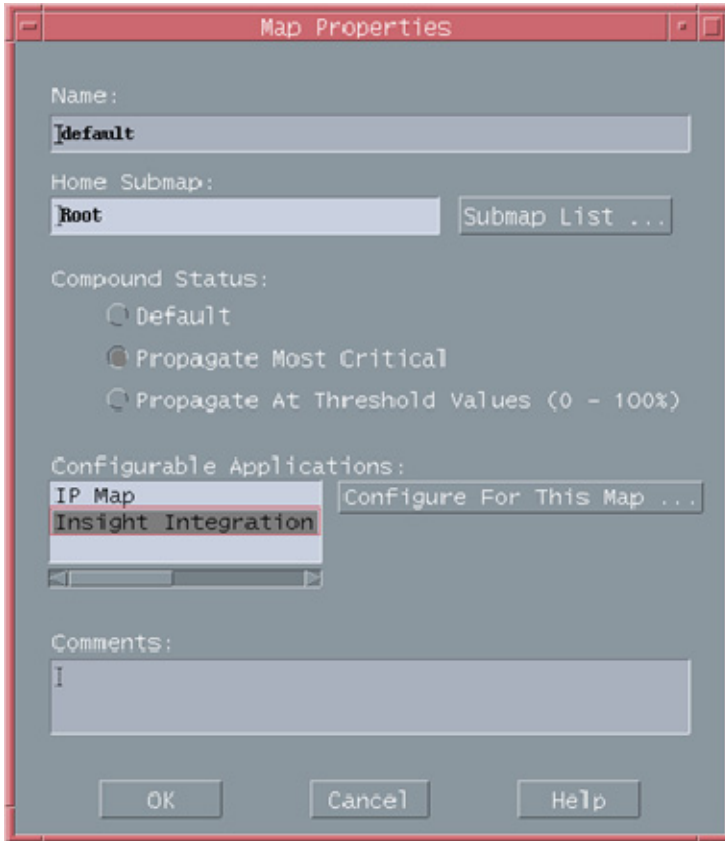 Map Properties
Name:
default
Home Submap:
Root
Submap List ...
Compound Status:
Default
Propagate Most Critical
Propagate At Threshold Values (0 - 100%)
Configurable Applications:
IP Map
Configure For This Map ...
Insight Integration
Comments:
OK
Cancel
Help